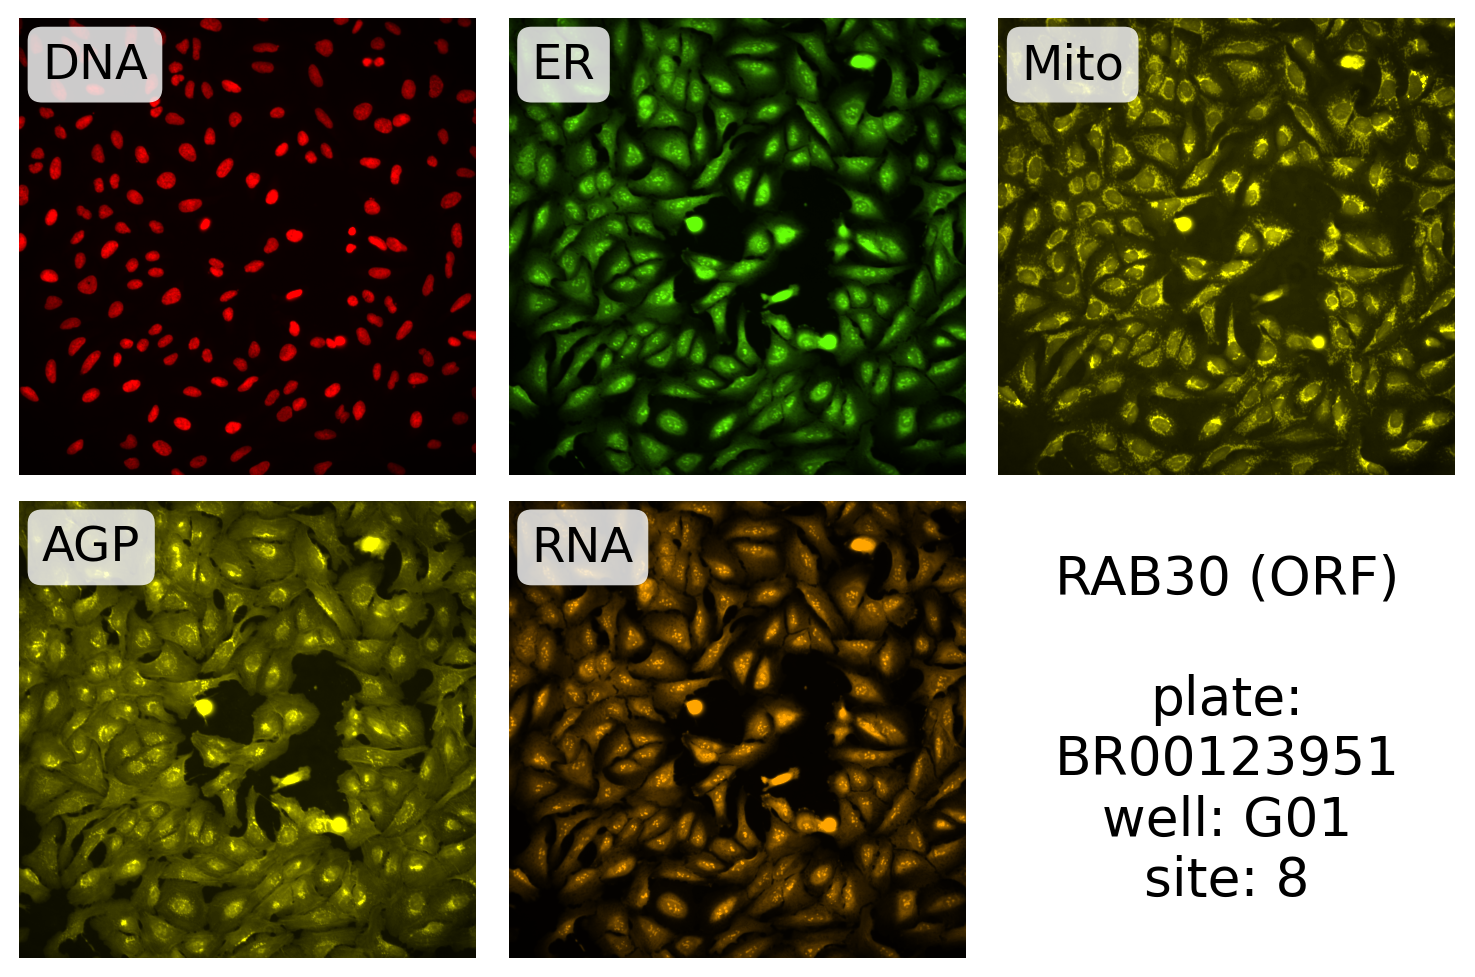 DNA
ER
Mito
AGP
RNA
RAB30 (ORF)
plate:
BR00123951
well: G01
site: 8